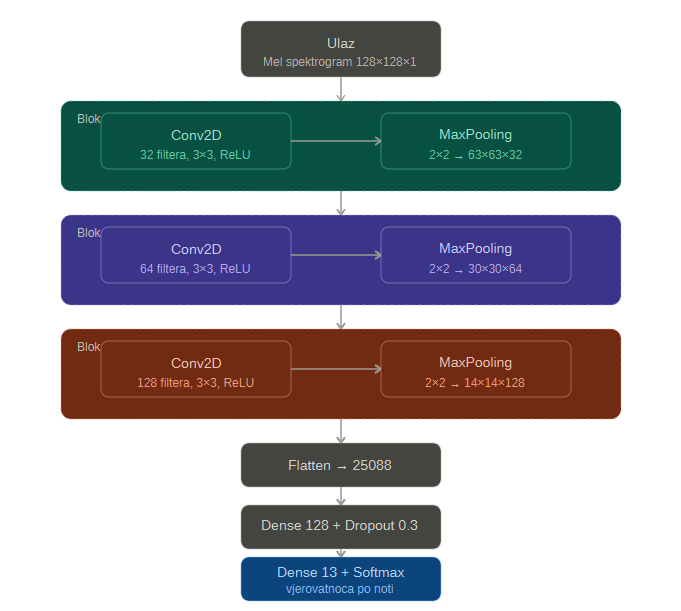 Ulaz
Mel spektrogram 128×128×1
Blok
Conv2D
32 filtera, 3×3, ReLU
MaxPooling
2×2 → 63×63×32
Blok
Conv2D
64 filtera, 3×3, ReLU
MaxPooling
2×2 → 30×30×64
Blok
Conv2D
128 filtera, 3×3, ReLU
MaxPooling
2×2 → 14×14×128
Flatten → 25088
Dense 128 + Dropout 0.3
Dense 13 + Softmax
vjerovatnoca po noti